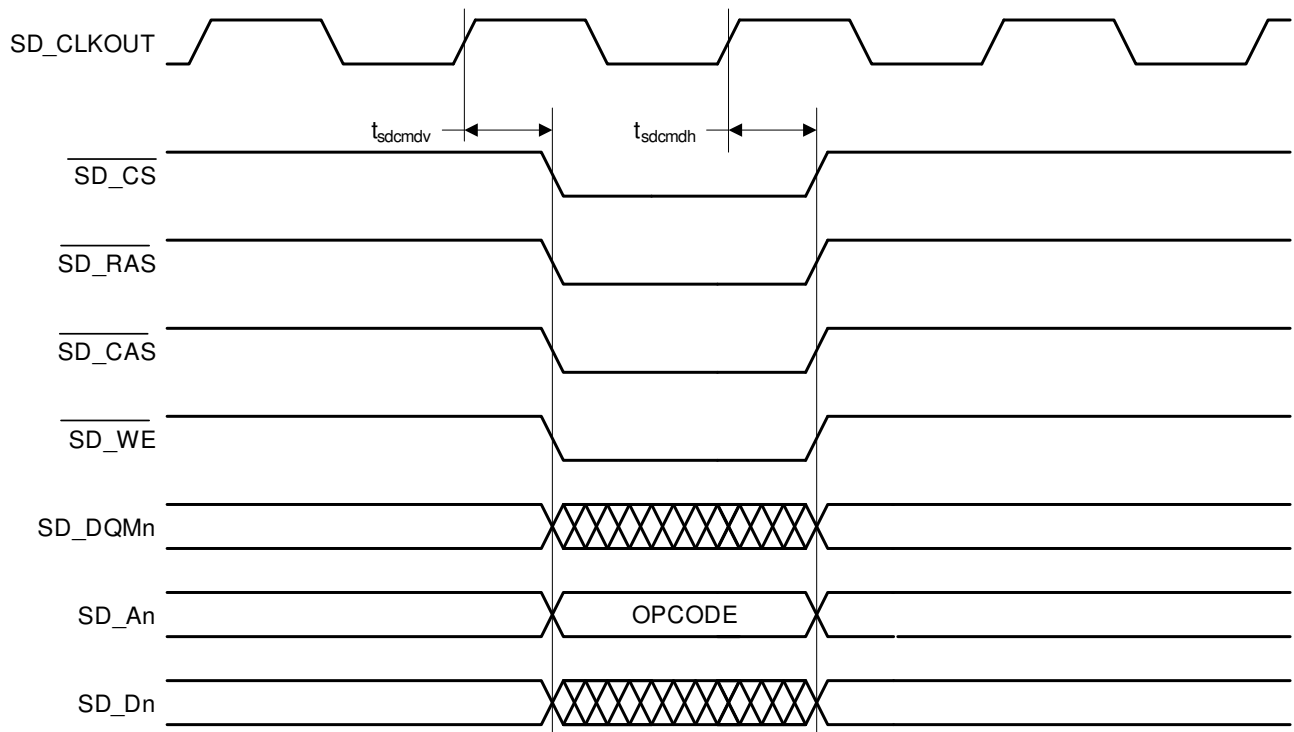 SD_CLKOUT
tsdcmdv
tsdcmdh
SD_CS
SD_RAS
SD_CAS
SD_WE
SD_DQMn
SD_An
OPCODE
SD_Dn